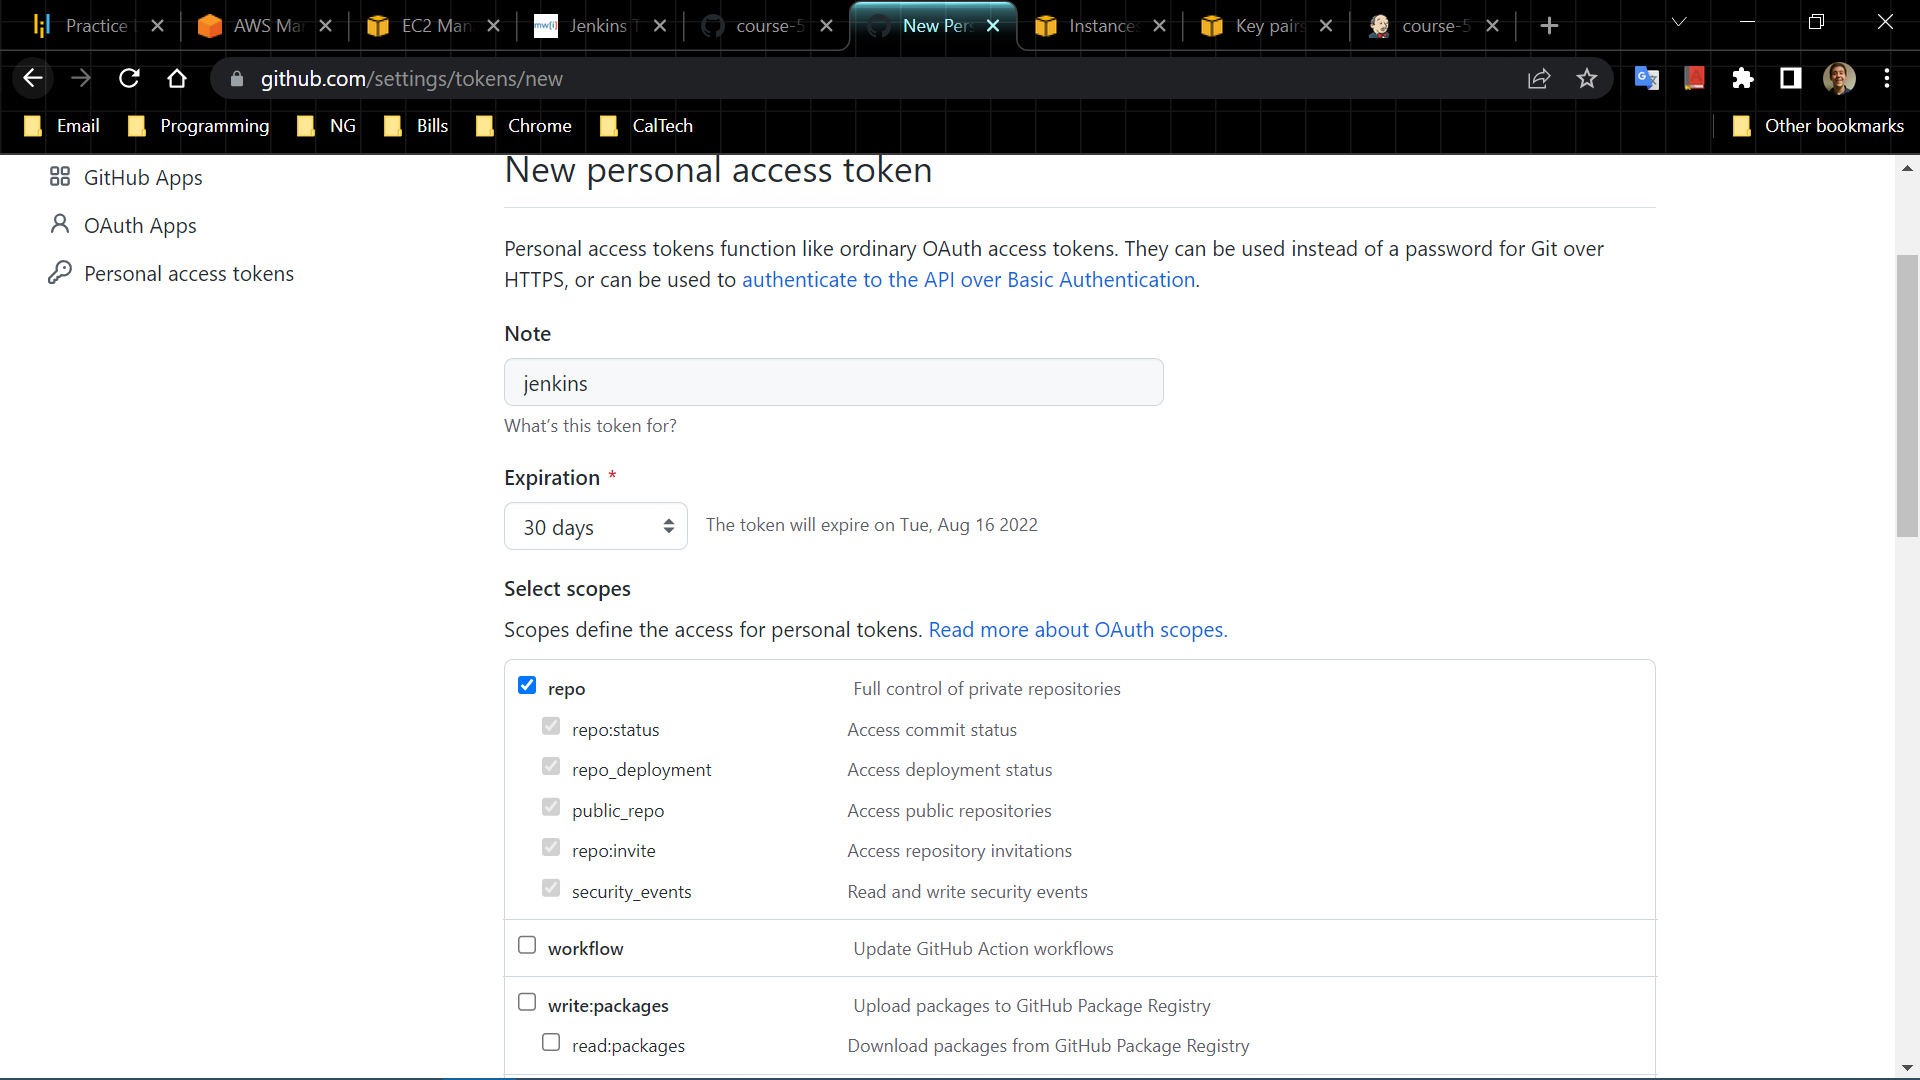 Practice
AWS Ma
EC2 Man
mw[i] Jenkins T
course-5
New Pers
Instances
Key pairs
course-5
github.com/settings/tokens/new
Email
Programming
NG
Bills
Chrome
CalTech
Other bookmarks
GitHub Apps
OAuth Apps
Personal access tokens
New personal access token
Personal access tokens function like ordinary OAuth access tokens. They can be used instead of a password for Git over
HTTPS, or can be used to authenticate to the API over Basic Authentication.
Note
jenkins
What's this token for?
Expiration *
30 days
The token will expire on Tue, Aug 16 2022
Select scopes
Scopes define the access for personal tokens. Read more about OAuth scopes.
repo Full control of private repositories
repo:status Access commit status
repo_deployment Access deployment status
public_repo Access public repositories
repo:invite Access repository invitations
security_events Read and write security events
workflow Update GitHub Action workflows
write:packages Upload packages to GitHub Package Registry
read:packages Download packages from GitHub Package Registry